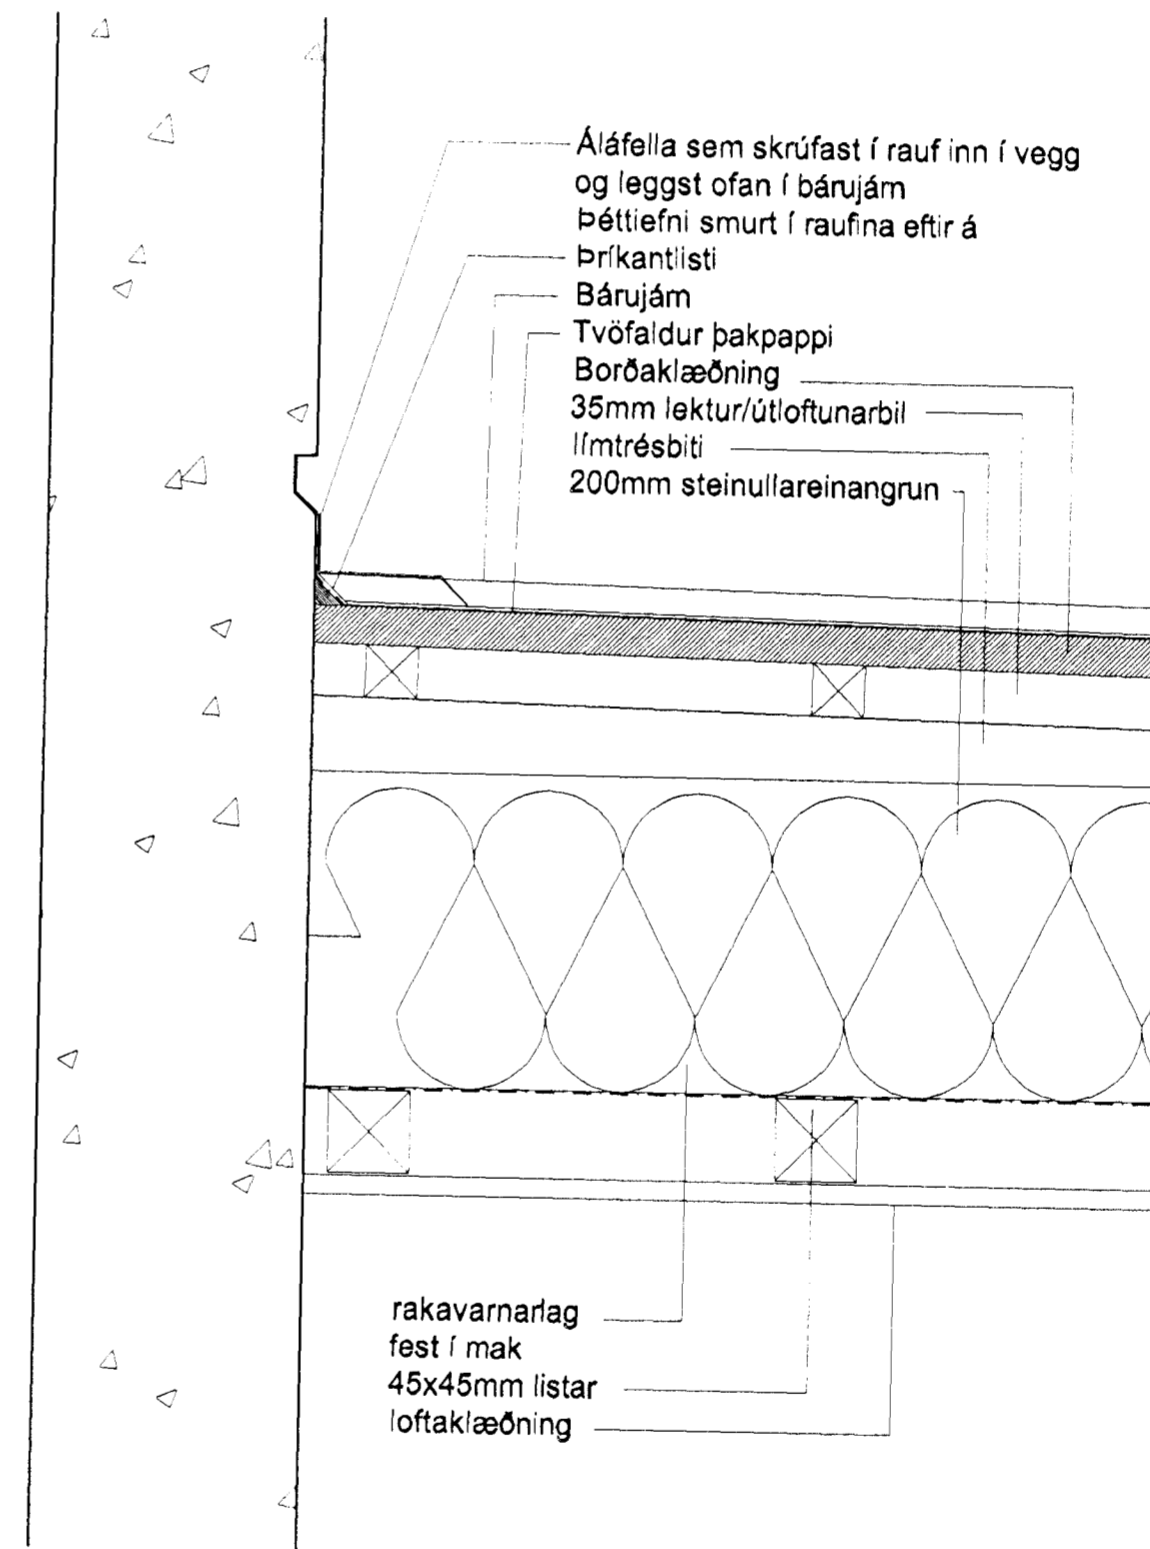 Áláfella sem skrúfast í rauf inn í vegg
og leggst ofan í bárujárn
Þéttiefni smurt í raufina eftir á
Þríkantlisti
Bárujárn
Tvöfaldur þakpappi
Borðaklæðning
35mm lektur/útloftunarbil
límtrésbiti
200mm steinullareinangrun
rakavarnarlag
fest í mak
45x45mm listar
loftaklæðning